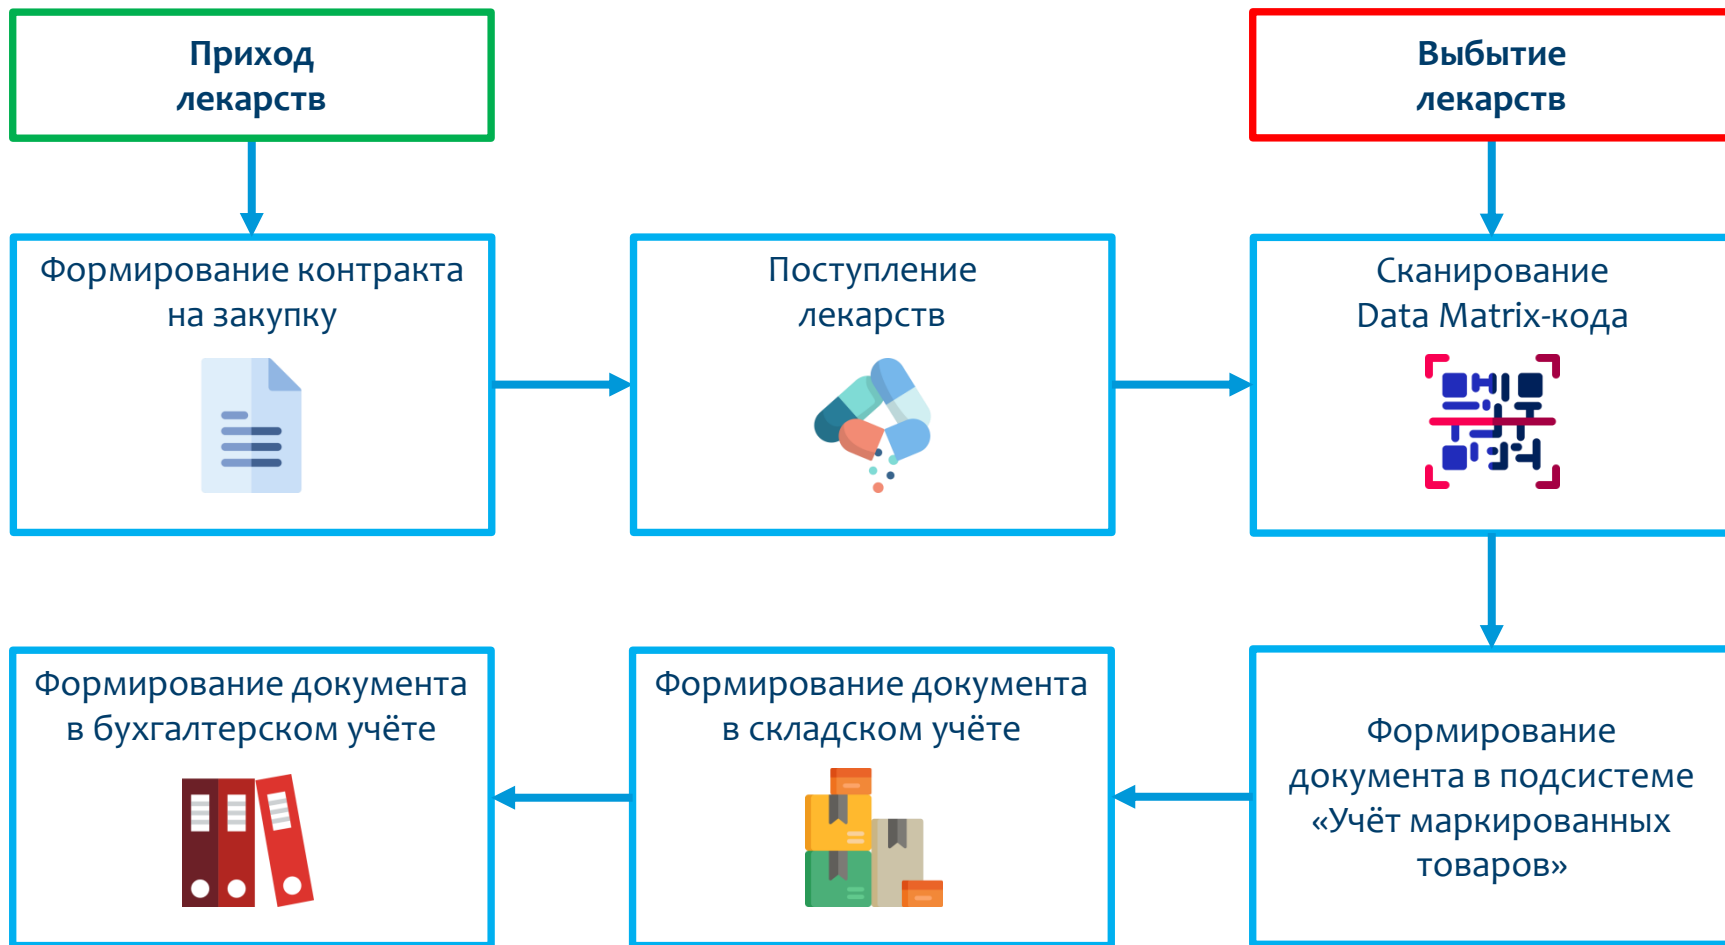 Приход
лекарств
Выбытие
лекарств
Формирование контракта
на закупку
Поступление
лекарств
Сканирование
Data Matrix-кода
Формирование документа
в бухгалтерском учёте
Формирование документа
в складском учёте
Формирование
документа в подсистеме
«Учёт маркированных
товаров»